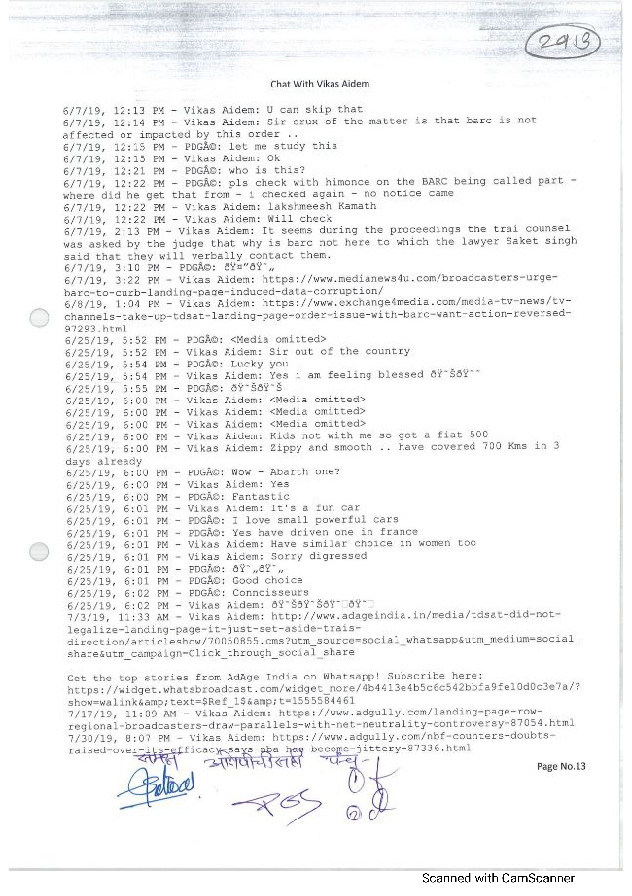 2913
Chat With Vikas Aidem
6/7/19, 12:13 PM - Vikas Aidem: U can skip that
6/7/19, 12:14 PM - Vikas Aidem: Sir crux of the matter is that barc is not
affected or impacted by this order ..
6/7/19, 12:15 PM - PDGÃ©: let me study this
6/7/19, 12:15 PM - Vikas Aidem: Ok
6/7/19, 12:21 PM - PDGÃ©: who is this?
6/7/19, 12:22 PM - PDGÃ©: pls check with himonce on the BARC being called part -
where did he get that from - i checked again - no notice came
6/7/19, 12:22 PM - Vikas Aidem: lakshmeesh Kamath
6/7/19, 12:22 PM - Vikas Aidem: Will check
6/7/19, 2:13 PM - Vikas Aidem: It seems during the proceedings the trai counsel
was asked by the judge that why is barc not here to which the lawyer Saket singh
said that they will verbally contact them.
6/7/19, 3:10 PM - PDGÃ©: ðŸ¤"ðŸ˜„
6/7/19, 3:22 PM - Vikas Aidem: https://www.medianews4u.com/broadcasters-urge-
barc-to-curb-landing-page-induced-data-corruption/
6/8/19, 1:04 PM - Vikas Aidem: https://www.exchange4media.com/media-tv-news/tv-
channels-take-up-tdsat-landing-page-order-issue-with-barc-want-action-reversed-
97293.html
6/25/19, 5:52 PM - PDGÃ©: <Media omitted>
6/25/19, 5:52 PM - Vikas Aidem: Sir out of the country
6/25/19, 5:54 PM - PDGÃ©: Lucky you
6/25/19, 5:54 PM - Vikas Aidem: Yes i am feeling blessed ðŸ˜ŠðŸ˜˜
6/25/19, 5:55 PM - PDGÃ©: ðŸ˜ŠðŸ˜Š
6/25/19, 6:00 PM - Vikas Aidem: <Media omitted>
6/25/19, 6:00 PM - Vikas Aidem: <Media omitted>
6/25/19, 6:00 PM - Vikas Aidem: <Media omitted>
6/25/19, 6:00 PM - Vikas Aidem: Kids not with me so got a fiat 500
6/25/19, 6:00 PM - Vikas Aidem: Zippy and smooth .. have covered 700 Kms in 3
days already
6/25/19, 6:00 PM - PDGÃ©: Wow - Abarth one?
6/25/19, 6:00 PM - Vikas Aidem: Yes
6/25/19, 6:00 PM - PDGÃ©: Fantastic
6/25/19, 6:01 PM - Vikas Aidem: It's a fun car
6/25/19, 6:01 PM - PDGÃ©: I love small powerful cars
6/25/19, 6:01 PM - PDGÃ©: Yes have driven one in france
6/25/19, 6:01 PM - Vikas Aidem: Have similar choice in women too
6/25/19, 6:01 PM - Vikas Aidem: Sorry digressed
6/25/19, 6:01 PM - PDGÃ©: ðŸ˜„ðŸ˜„
6/25/19, 6:01 PM - PDGÃ©: Good choice
6/25/19, 6:02 PM - PDGÃ©: Connoisseurs
6/25/19, 6:02 PM - Vikas Aidem: ðŸ˜ŠðŸ˜ŠðŸ˜ðŸ˜
7/3/19, 11:33 AM - Vikas Aidem: http://www.adageindia.in/media/tdsat-did-not-
legalize-landing-page-it-just-set-aside-trais-
direction/articleshow/70050855.cms?utm_source=social_whatsapp&utm_medium=social
share&utm_campaign=Click_through_social_share
Get the top stories from AdAge India on Whatsapp! Subscribe here:
https://widget.whatsbroadcast.com/widget_more/4b4413e4b5c6c542bbfa9fe10d0c3e7a/?
show=walink&amp;text=$Ref_1$&amp;t=1555584461
7/17/19, 11:09 AM - Vikas Aidem: https://www.adgully.com/landing-page-row-
regional-broadcasters-draw-parallels-with-net-neutrality-controversy-87054.html
7/30/19, 8:07 PM - Vikas Aidem: https://www.adgully.com/nbf-counters-doubts-
raised-over-its-efficacy-says nba has become-jittery-87336.html
समक्ष आरोपीची सही पंच -
①
②
Page No.13
Scanned with CamScanner